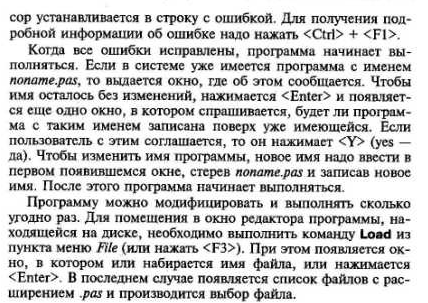 сор устанавливается в строку с ошибкой. Для получения под-
робной информации об ошибке надо нажать <Ctrl> + <F1>.
Когда все ошибки исправлены, программа начинает вы-
полняться. Если в системе уже имеется программа с именем
noname.pas, то выдается окно, где об этом сообщается. Чтобы
имя осталось без изменений, нажимается <Enter> и появляет-
ся еще одно окно, в котором спрашивается, будет ли програм-
ма с таким именем записана поверх уже имеющейся. Если
пользователь с этим соглашается, то он нажимает <Y> (yes —
да). Чтобы изменить имя программы, новое имя надо ввести в
первом появившемся окне, стерев noname.pas и записав новое
имя. После этого программа начинает выполняться.
Программу можно модифицировать и выполнять сколько
угодно раз. Для помещения в окно редактора программы, на-
ходящейся на диске, необходимо выполнить команду Load из
пункта меню File (или нажать <F3>). При этом появляется ок-
но, в котором или набирается имя файла, или нажимается
<Enter>. В последнем случае появляется список файлов с рас-
ширением .pas и производится выбор файла.